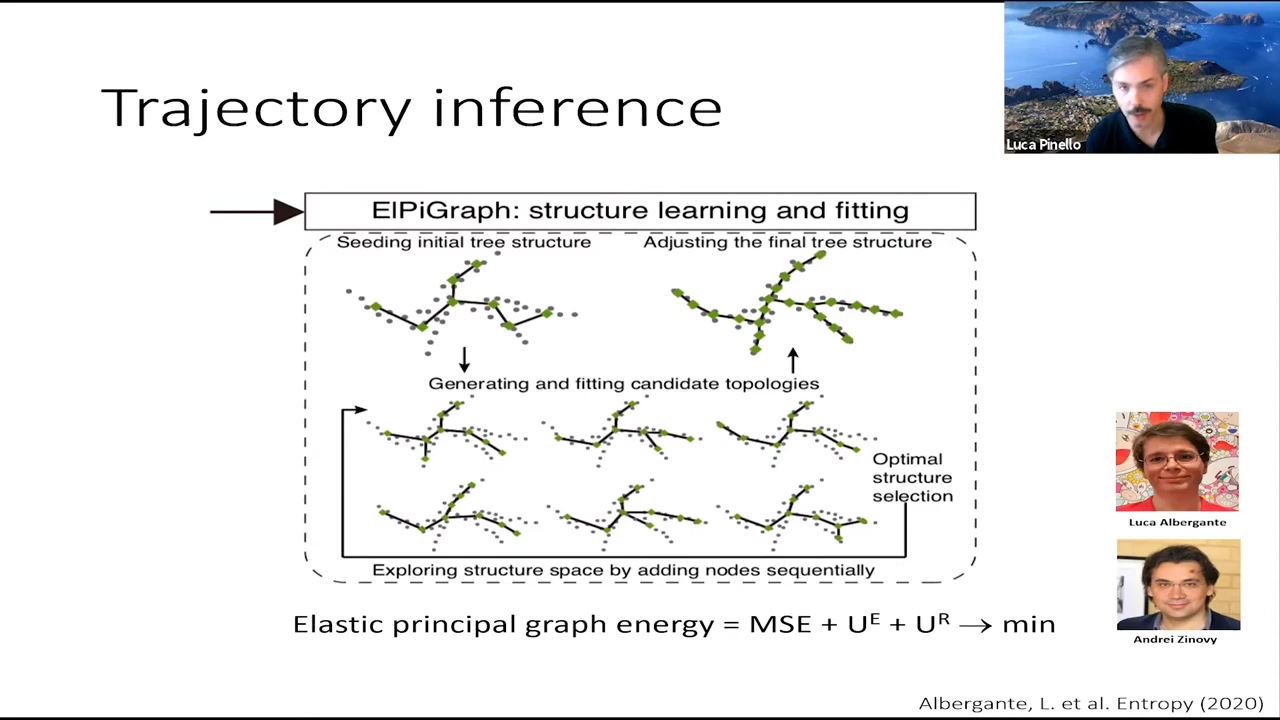 Trajectory inference
Luca Pinello
ElPiGraph: structure learning and fitting
Seeding initial tree structure
Adjusting the final tree structure
Generating and fitting candidate topologies
Optimal
structure
selection
Exploring structure space by adding nodes sequentially
Elastic principal graph energy = MSE + Uᴱ + Uᴿ → min
Luca Albergante
Andrei Zinovy
Albergante, L. et al. Entropy (2020)